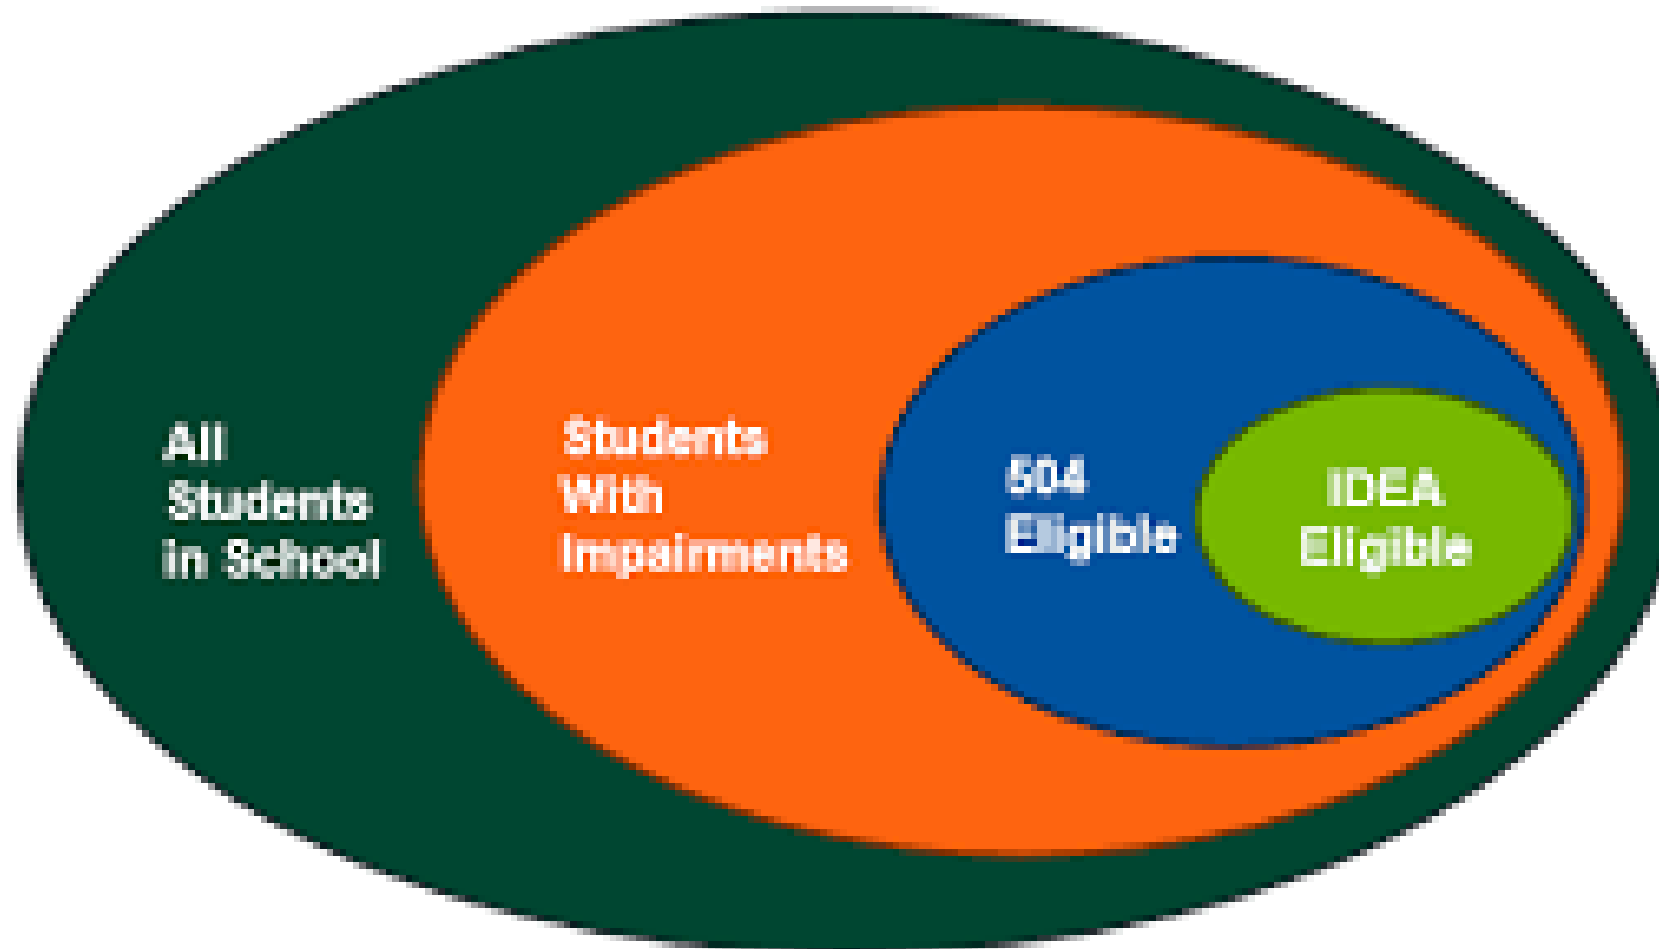 All
Students
in School
Students
With
Impairments
504
Eligible
IDEA
Eligible